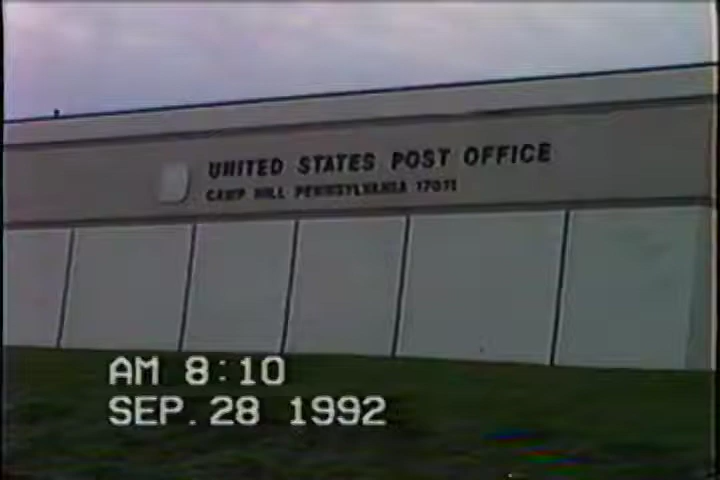 UNITED STATES POST OFFICE
CAMP HILL PENNSYLVANIA 17011
AM 8:10
SEP. 28 1992